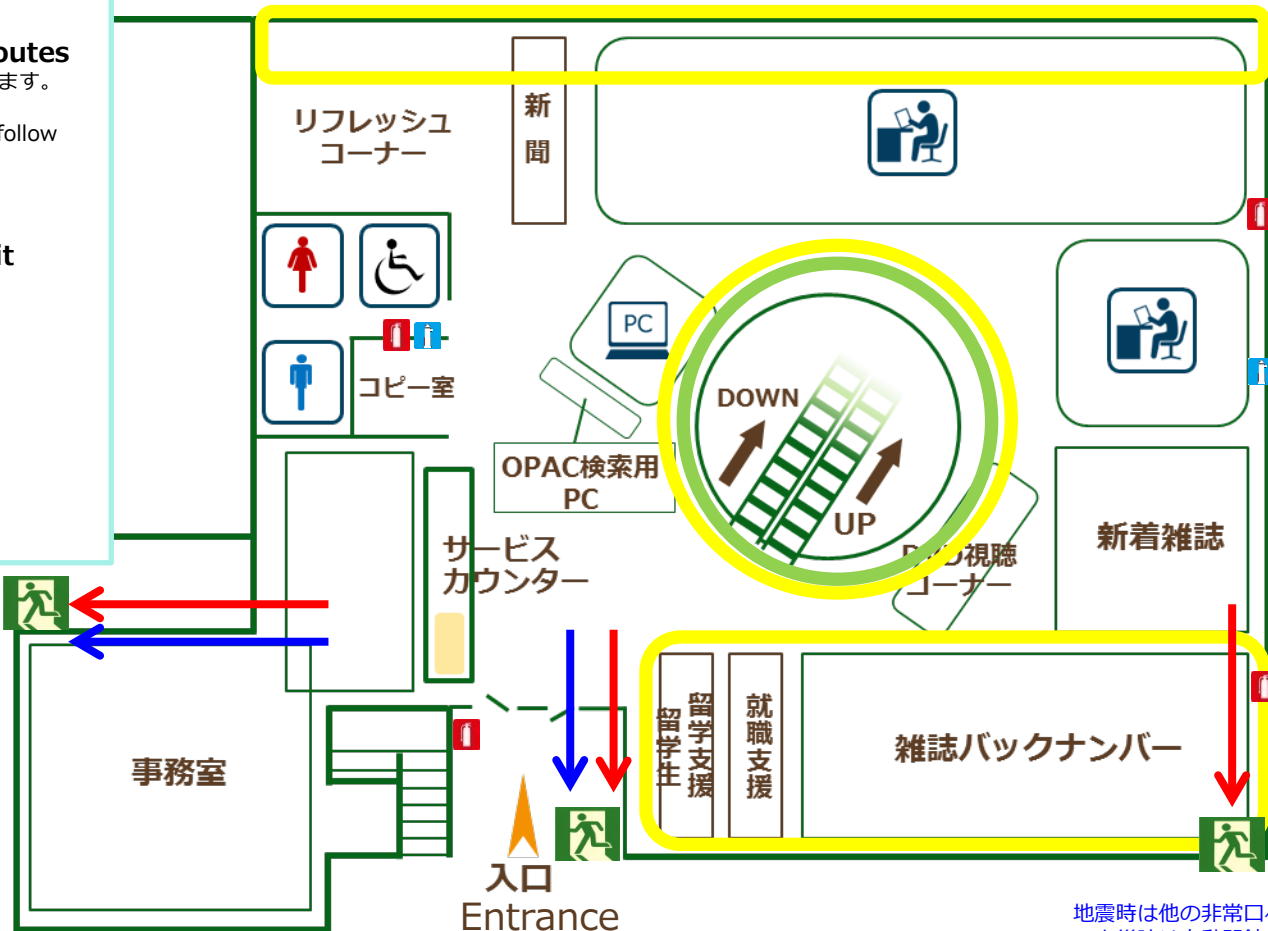 outes
ます。
follow
it
リフレッシュ
コーナー
新聞
PC
コピー室
DOWN
UP
OPAC検索用
PC
サービス
カウンター
DVD視聴
コーナー
新着雑誌
留学生
留学支援
就職支援
雑誌バックナンバー
事務室
入口
Entrance
地震時は他の非常口へ